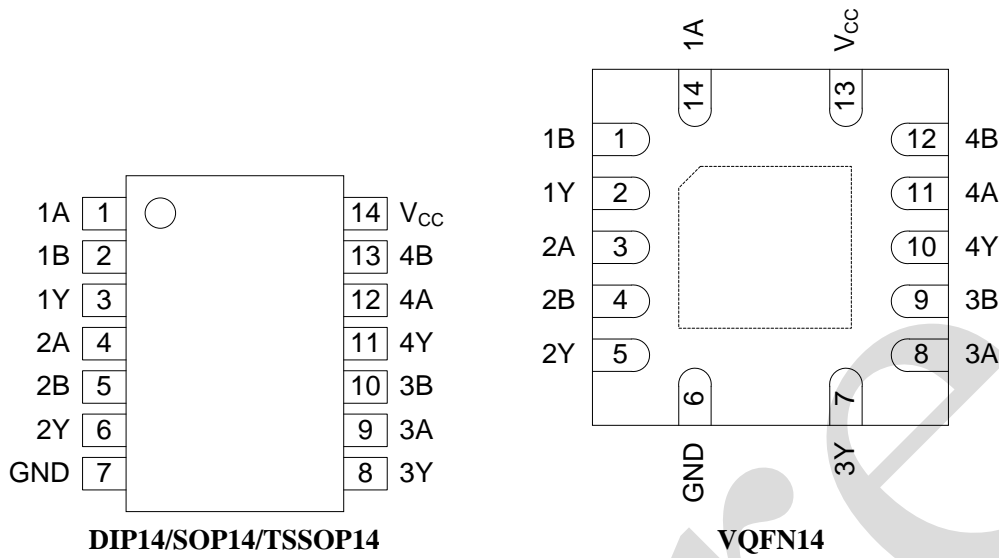 1A 1 14 VCC
1B 2 13 4B
1Y 3 12 4A
2A 4 11 4Y
2B 5 10 3B
2Y 6 9 3A
GND 7 8 3Y
DIP14/SOP14/TSSOP14
1A VCC
14 13
1B 1 12 4B
1Y 2 11 4A
2A 3 10 4Y
2B 4 9 3B
2Y 5 8 3A
6 7
GND 3Y
VQFN14